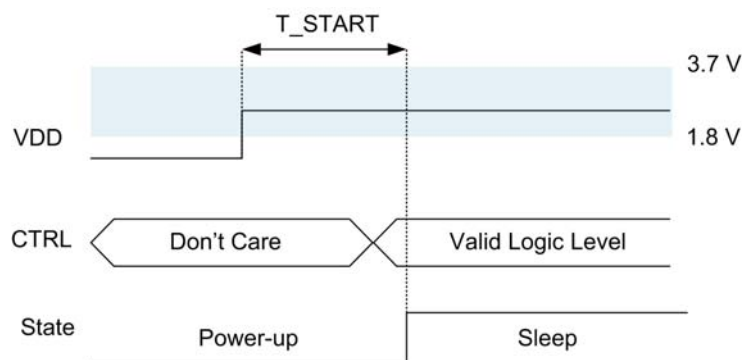 T_START
3.7 V
VDD
1.8 V
CTRL
Don't Care
Valid Logic Level
State
Power-up
Sleep